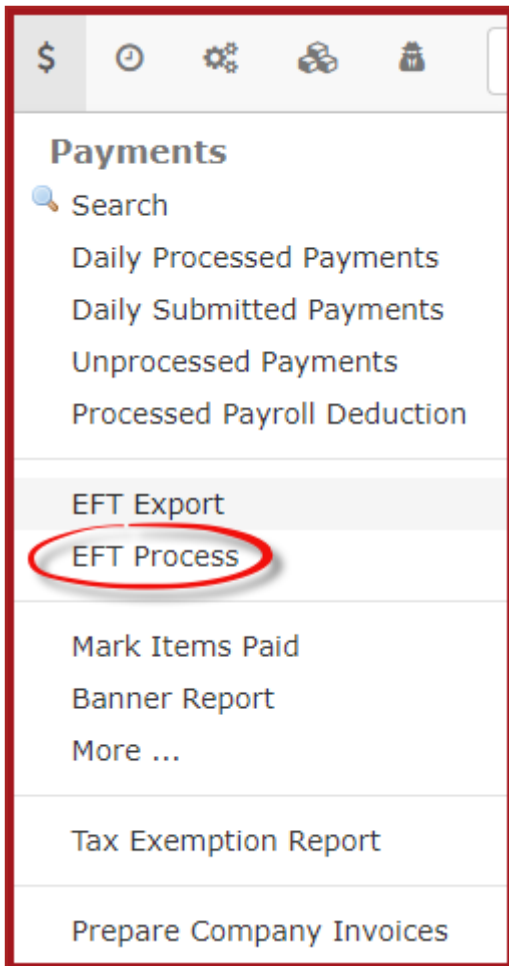 $
Payments
Search
Daily Processed Payments
Daily Submitted Payments
Unprocessed Payments
Processed Payroll Deduction
EFT Export
EFT Process
Mark Items Paid
Banner Report
More ...
Tax Exemption Report
Prepare Company Invoices